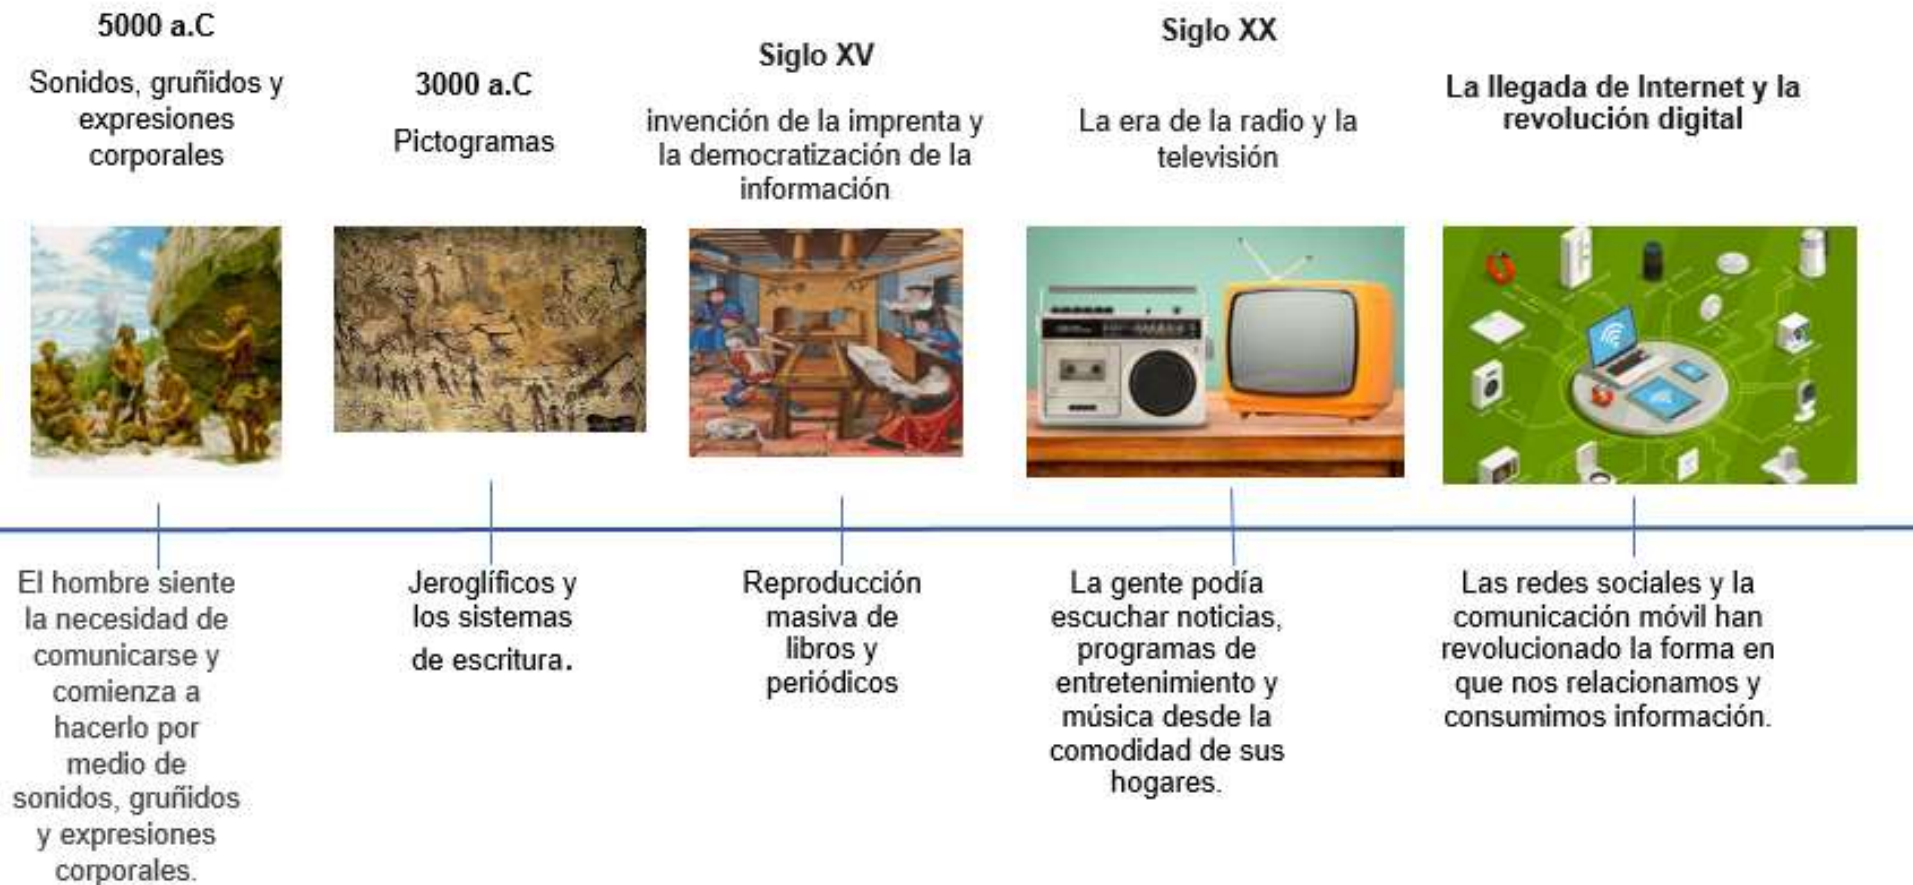 5000 a.C
Sonidos, gruñidos y
expresiones
corporales
3000 a.C
Pictogramas
Siglo XV
invención de la imprenta y
la democratización de la
información
Siglo XX
La era de la radio y la
televisión
La llegada de Internet y la
revolución digital
El hombre siente
la necesidad de
comunicarse y
comienza a
hacerlo por
medio de
sonidos, gruñidos
y expresiones
corporales.
Jeroglíficos y
los sistemas
de escritura.
Reproducción
masiva de
libros y
periódicos
La gente podía
escuchar noticias,
programas de
entretenimiento y
música desde la
comodidad de sus
hogares.
Las redes sociales y la
comunicación móvil han
revolucionado la forma en
que nos relacionamos y
consumimos información.